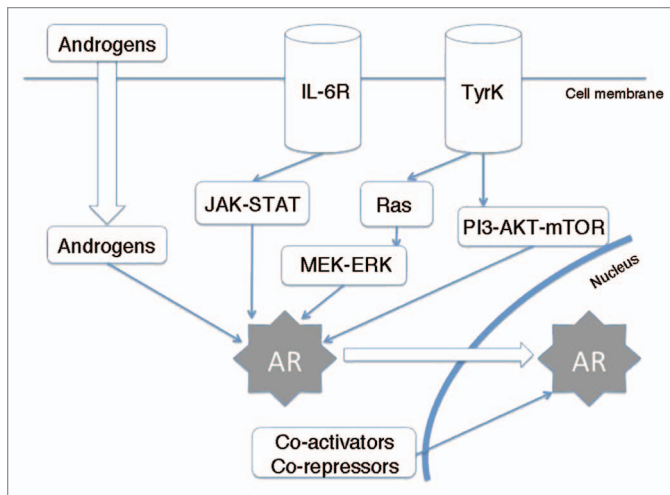 Androgens
IL-6R
TyrK
Cell membrane
JAK-STAT
Ras
PI3-AKT-mTOR
Androgens
MEK-ERK
Nucleus
AR
AR
Co-activators
Co-repressors